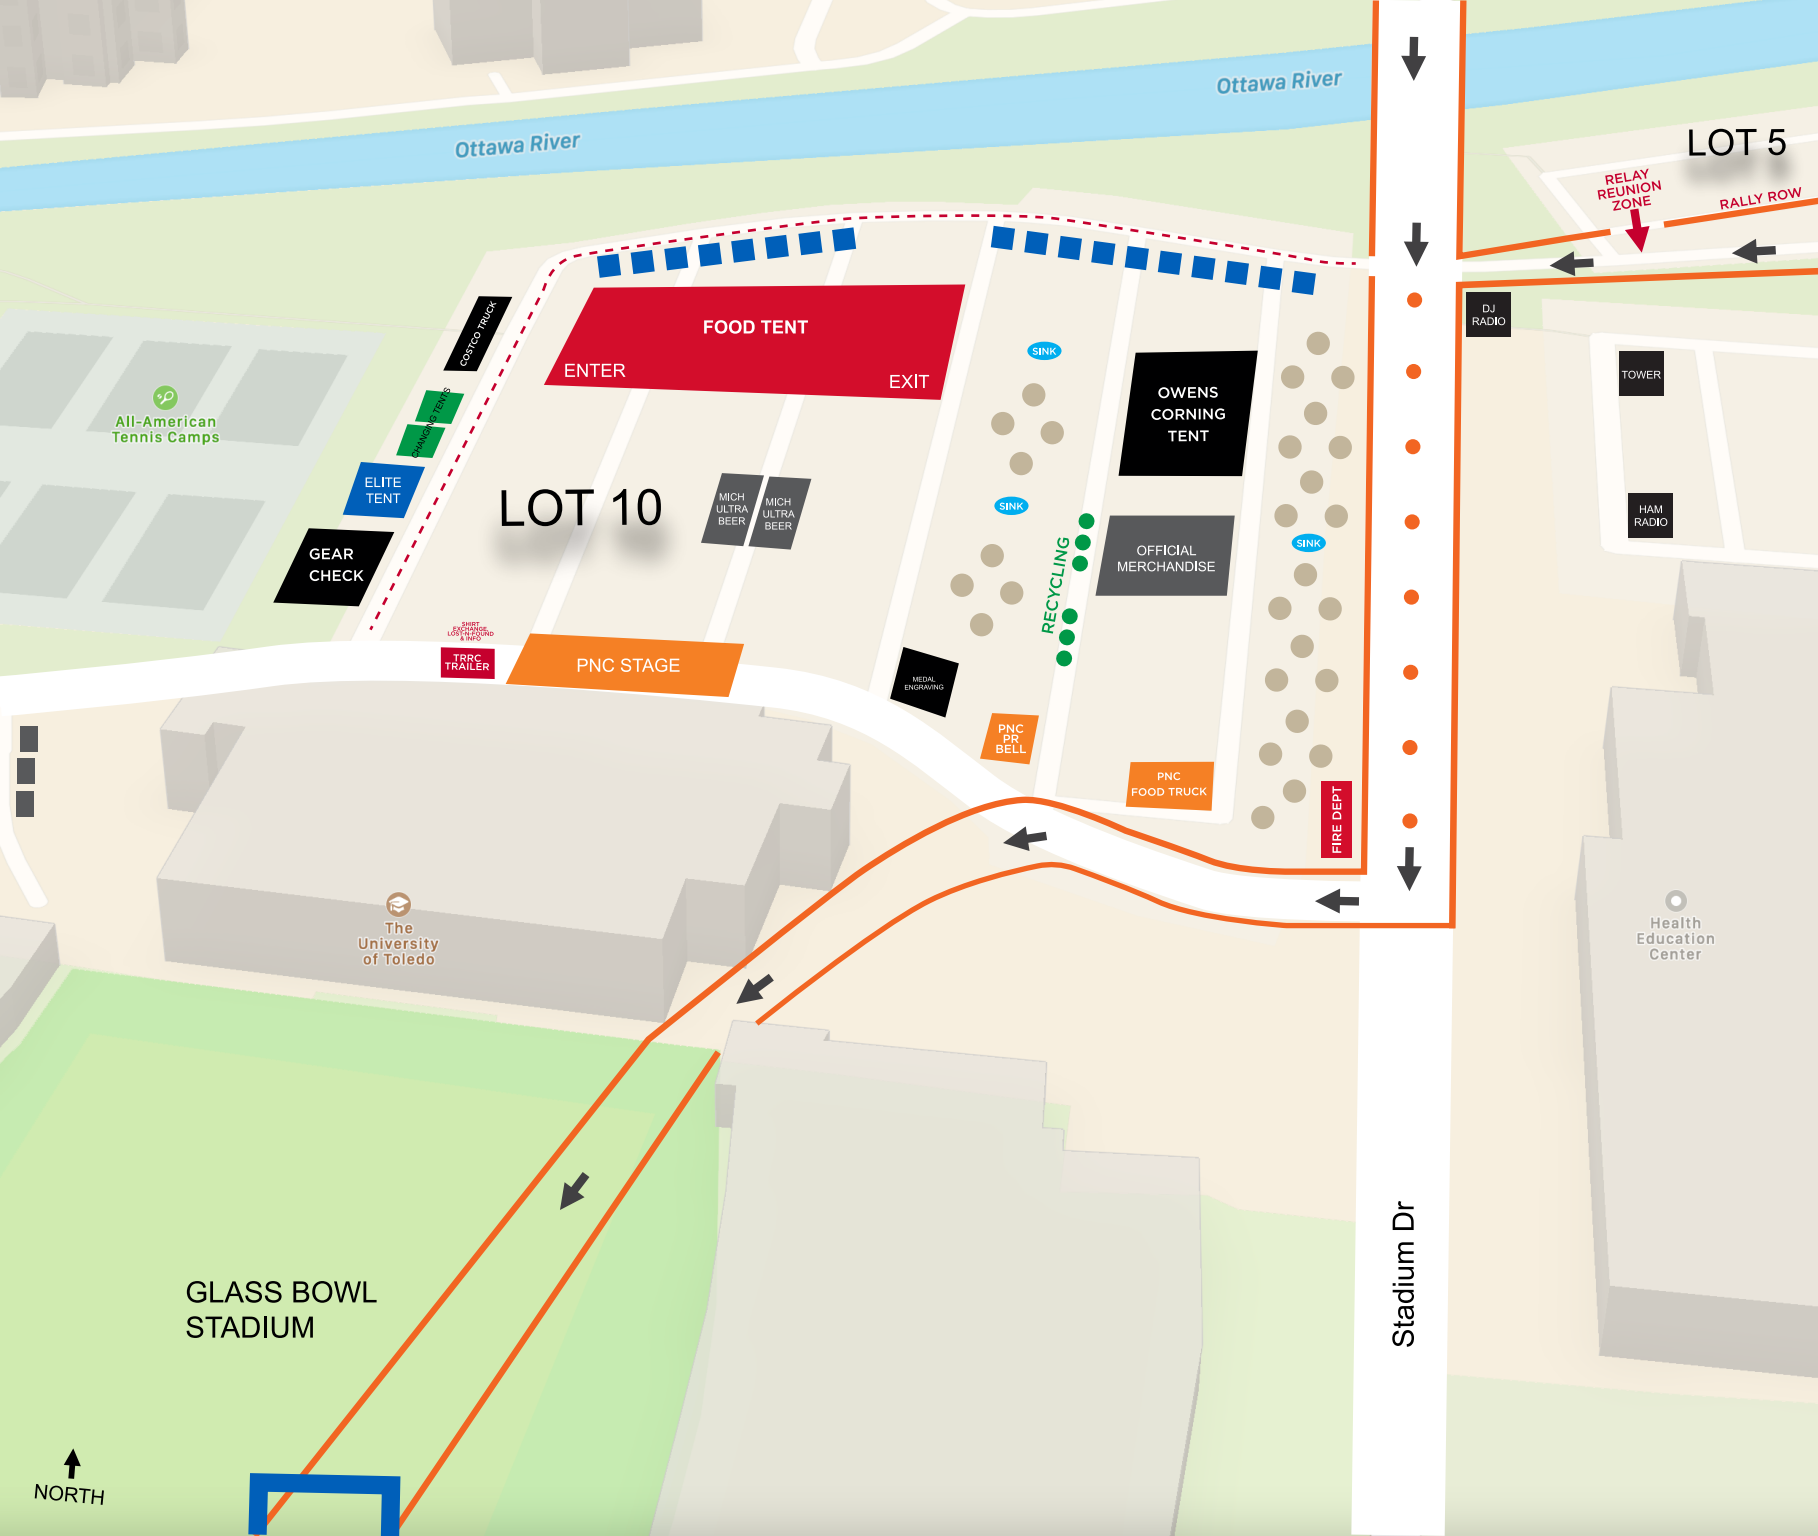 Ottawa River
Ottawa River
LOT 5
RELAY
REUNION
ZONE
RALLY ROW
COSTCO TRUCK
FOOD TENT
ENTER
EXIT
DJ
RADIO
SINK
TOWER
OWENS
CORNING
TENT
All-American
Tennis Camps
CHANGING TENTS
ELITE
TENT
LOT 10
MICH
ULTRA
BEER
MICH
ULTRA
BEER
SINK
HAM
RADIO
GEAR
CHECK
RECYCLING
OFFICIAL
MERCHANDISE
SINK
SHIRT
EXCHANGE,
LOST-N-FOUND
& INFO
TRRC
TRAILER
PNC STAGE
MEDAL
ENGRAVING
PNC
PR
BELL
PNC
FOOD TRUCK
FIRE DEPT
The
University
of Toledo
Health
Education
Center
Stadium Dr
GLASS BOWL
STADIUM
NORTH